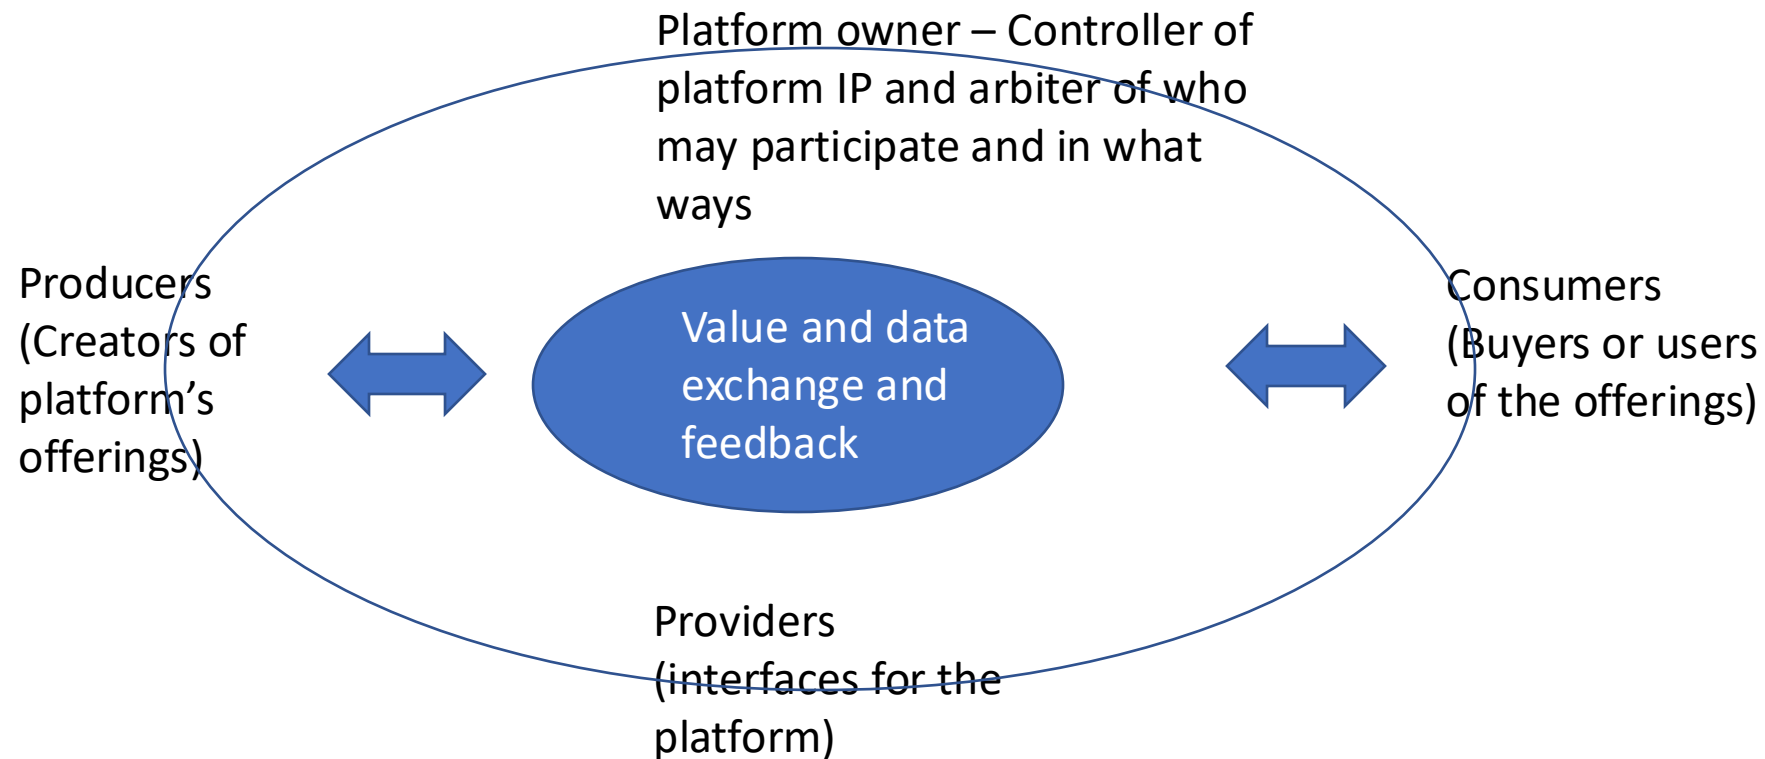 Platform owner – Controller of
platform IP and arbiter of who
may participate and in what
ways
Producers
(Creators of
platform’s
offerings)
Value and data
exchange and
feedback
Consumers
(Buyers or users
of the offerings)
Providers
(interfaces for the
platform)